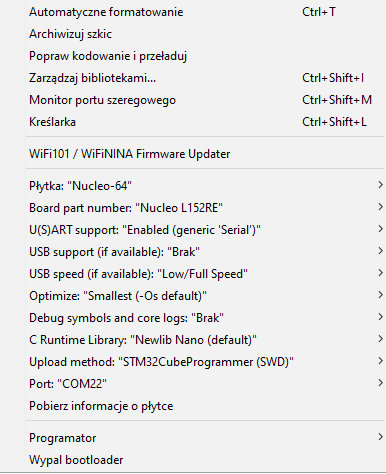 Automatyczne formatowanie Ctrl+T
Archiwizuj szkic
Popraw kodowanie i przeładuj
Zarządzaj bibliotekami... Ctrl+Shift+I
Monitor portu szeregowego Ctrl+Shift+M
Kreślarka Ctrl+Shift+L
WiFi101 / WiFiNINA Firmware Updater
Płytka: "Nucleo-64"
Board part number: "Nucleo L152RE"
U(S)ART support: "Enabled (generic 'Serial')"
USB support (if available): "Brak"
USB speed (if available): "Low/Full Speed"
Optimize: "Smallest (-Os default)"
Debug symbols and core logs: "Brak"
C Runtime Library: "Newlib Nano (default)"
Upload method: "STM32CubeProgrammer (SWD)"
Port: "COM22"
Pobierz informacje o płytce
Programator
Wypal bootloader